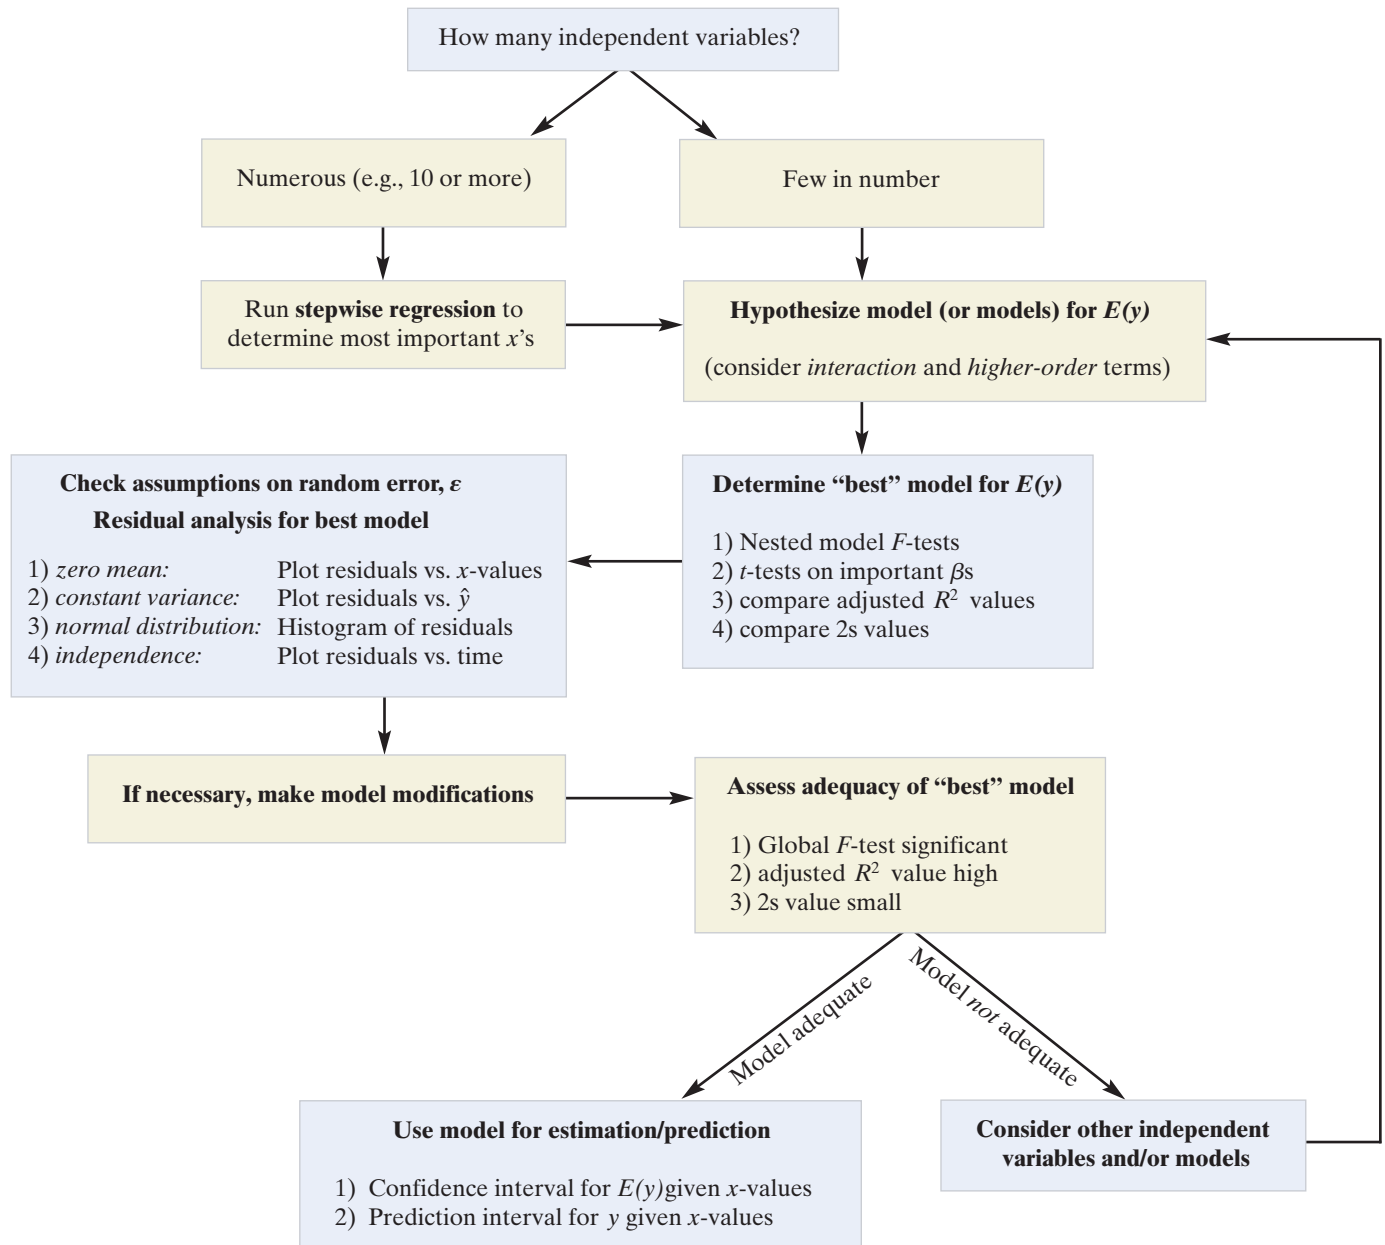 How many independent variables?
Numerous (e.g., 10 or more)
Few in number
Run stepwise regression to
determine most important x's
Hypothesize model (or models) for E(y)
(consider interaction and higher-order terms)
Determine “best” model for E(y)
1) Nested model F-tests
2) t-tests on important βs
3) compare adjusted R² values
4) compare 2s values
Check assumptions on random error, ε
Residual analysis for best model
1) zero mean: Plot residuals vs. x-values
2) constant variance: Plot residuals vs. ŷ
3) normal distribution: Histogram of residuals
4) independence: Plot residuals vs. time
If necessary, make model modifications
Assess adequacy of “best” model
1) Global F-test significant
2) adjusted R² value high
3) 2s value small
Model adequate
Model not adequate
Use model for estimation/prediction
1) Confidence interval for E(y)given x-values
2) Prediction interval for y given x-values
Consider other independent
variables and/or models